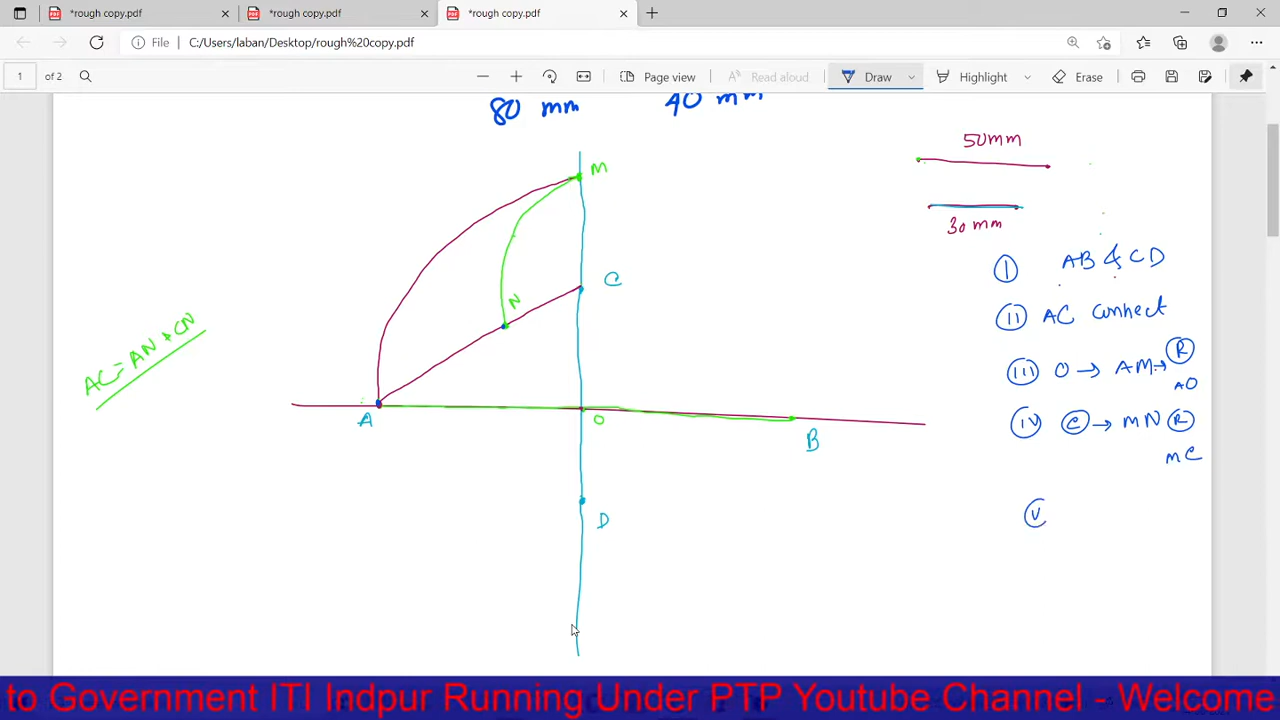 *rough copy.pdf
*rough copy.pdf
*rough copy.pdf
File
C:/Users/laban/Desktop/rough%20copy.pdf
1 of 2
Page view
Read aloud
Draw
Highlight
Erase
80 mm 40 mm
50mm
30 mm
M
C
N
A
O
B
D
AC = AN + CN
I AB & CD
II AC connect
III O → AM → R
AO
IV C → MN R
MC
V
to Government ITI Indpur Running Under PTP Youtube Channel - Welcome